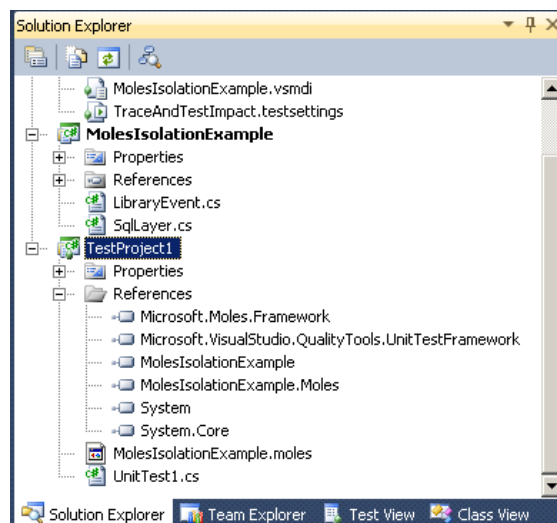 Solution Explorer
MolesIsolationExample.vsmdi
TraceAndTestImpact.testsettings
MolesIsolationExample
Properties
References
LibraryEvent.cs
SqlLayer.cs
TestProject1
Properties
References
Microsoft.Moles.Framework
Microsoft.VisualStudio.QualityTools.UnitTestFramework
MolesIsolationExample
MolesIsolationExample.Moles
System
System.Core
MolesIsolationExample.moles
UnitTest1.cs
Solution Explorer Team Explorer Test View Class View